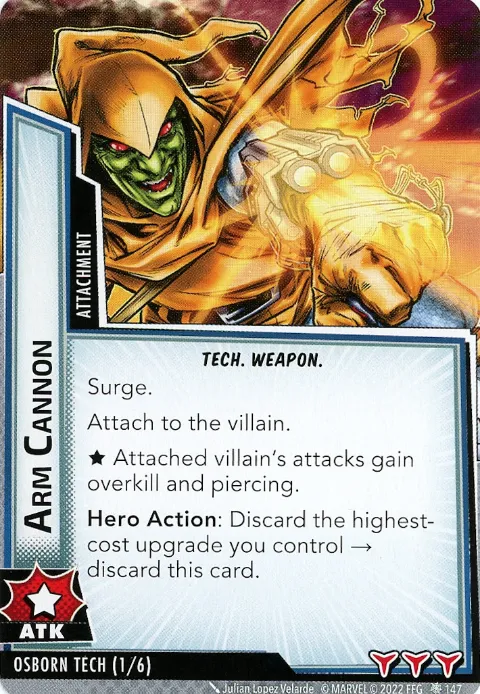 ATTACHMENT
ARM CANNON
TECH. WEAPON.
Surge.
Attach to the villain.
★ Attached villain's attacks gain
overkill and piercing.
Hero Action: Discard the highest-
cost upgrade you control →
discard this card.
ATK
OSBORN TECH (1/6)
Julian Lopez Velarde © MARVEL © 2022 FFG 147